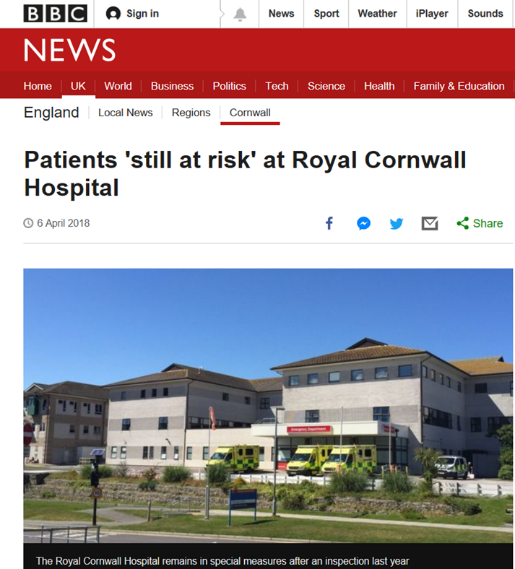 BBC Sign in News Sport Weather iPlayer Sounds
NEWS
Home UK World Business Politics Tech Science Health Family & Education
England Local News Regions Cornwall
Patients 'still at risk' at Royal Cornwall
Hospital
6 April 2018 Share
Emergency Department
The Royal Cornwall Hospital remains in special measures after an inspection last year